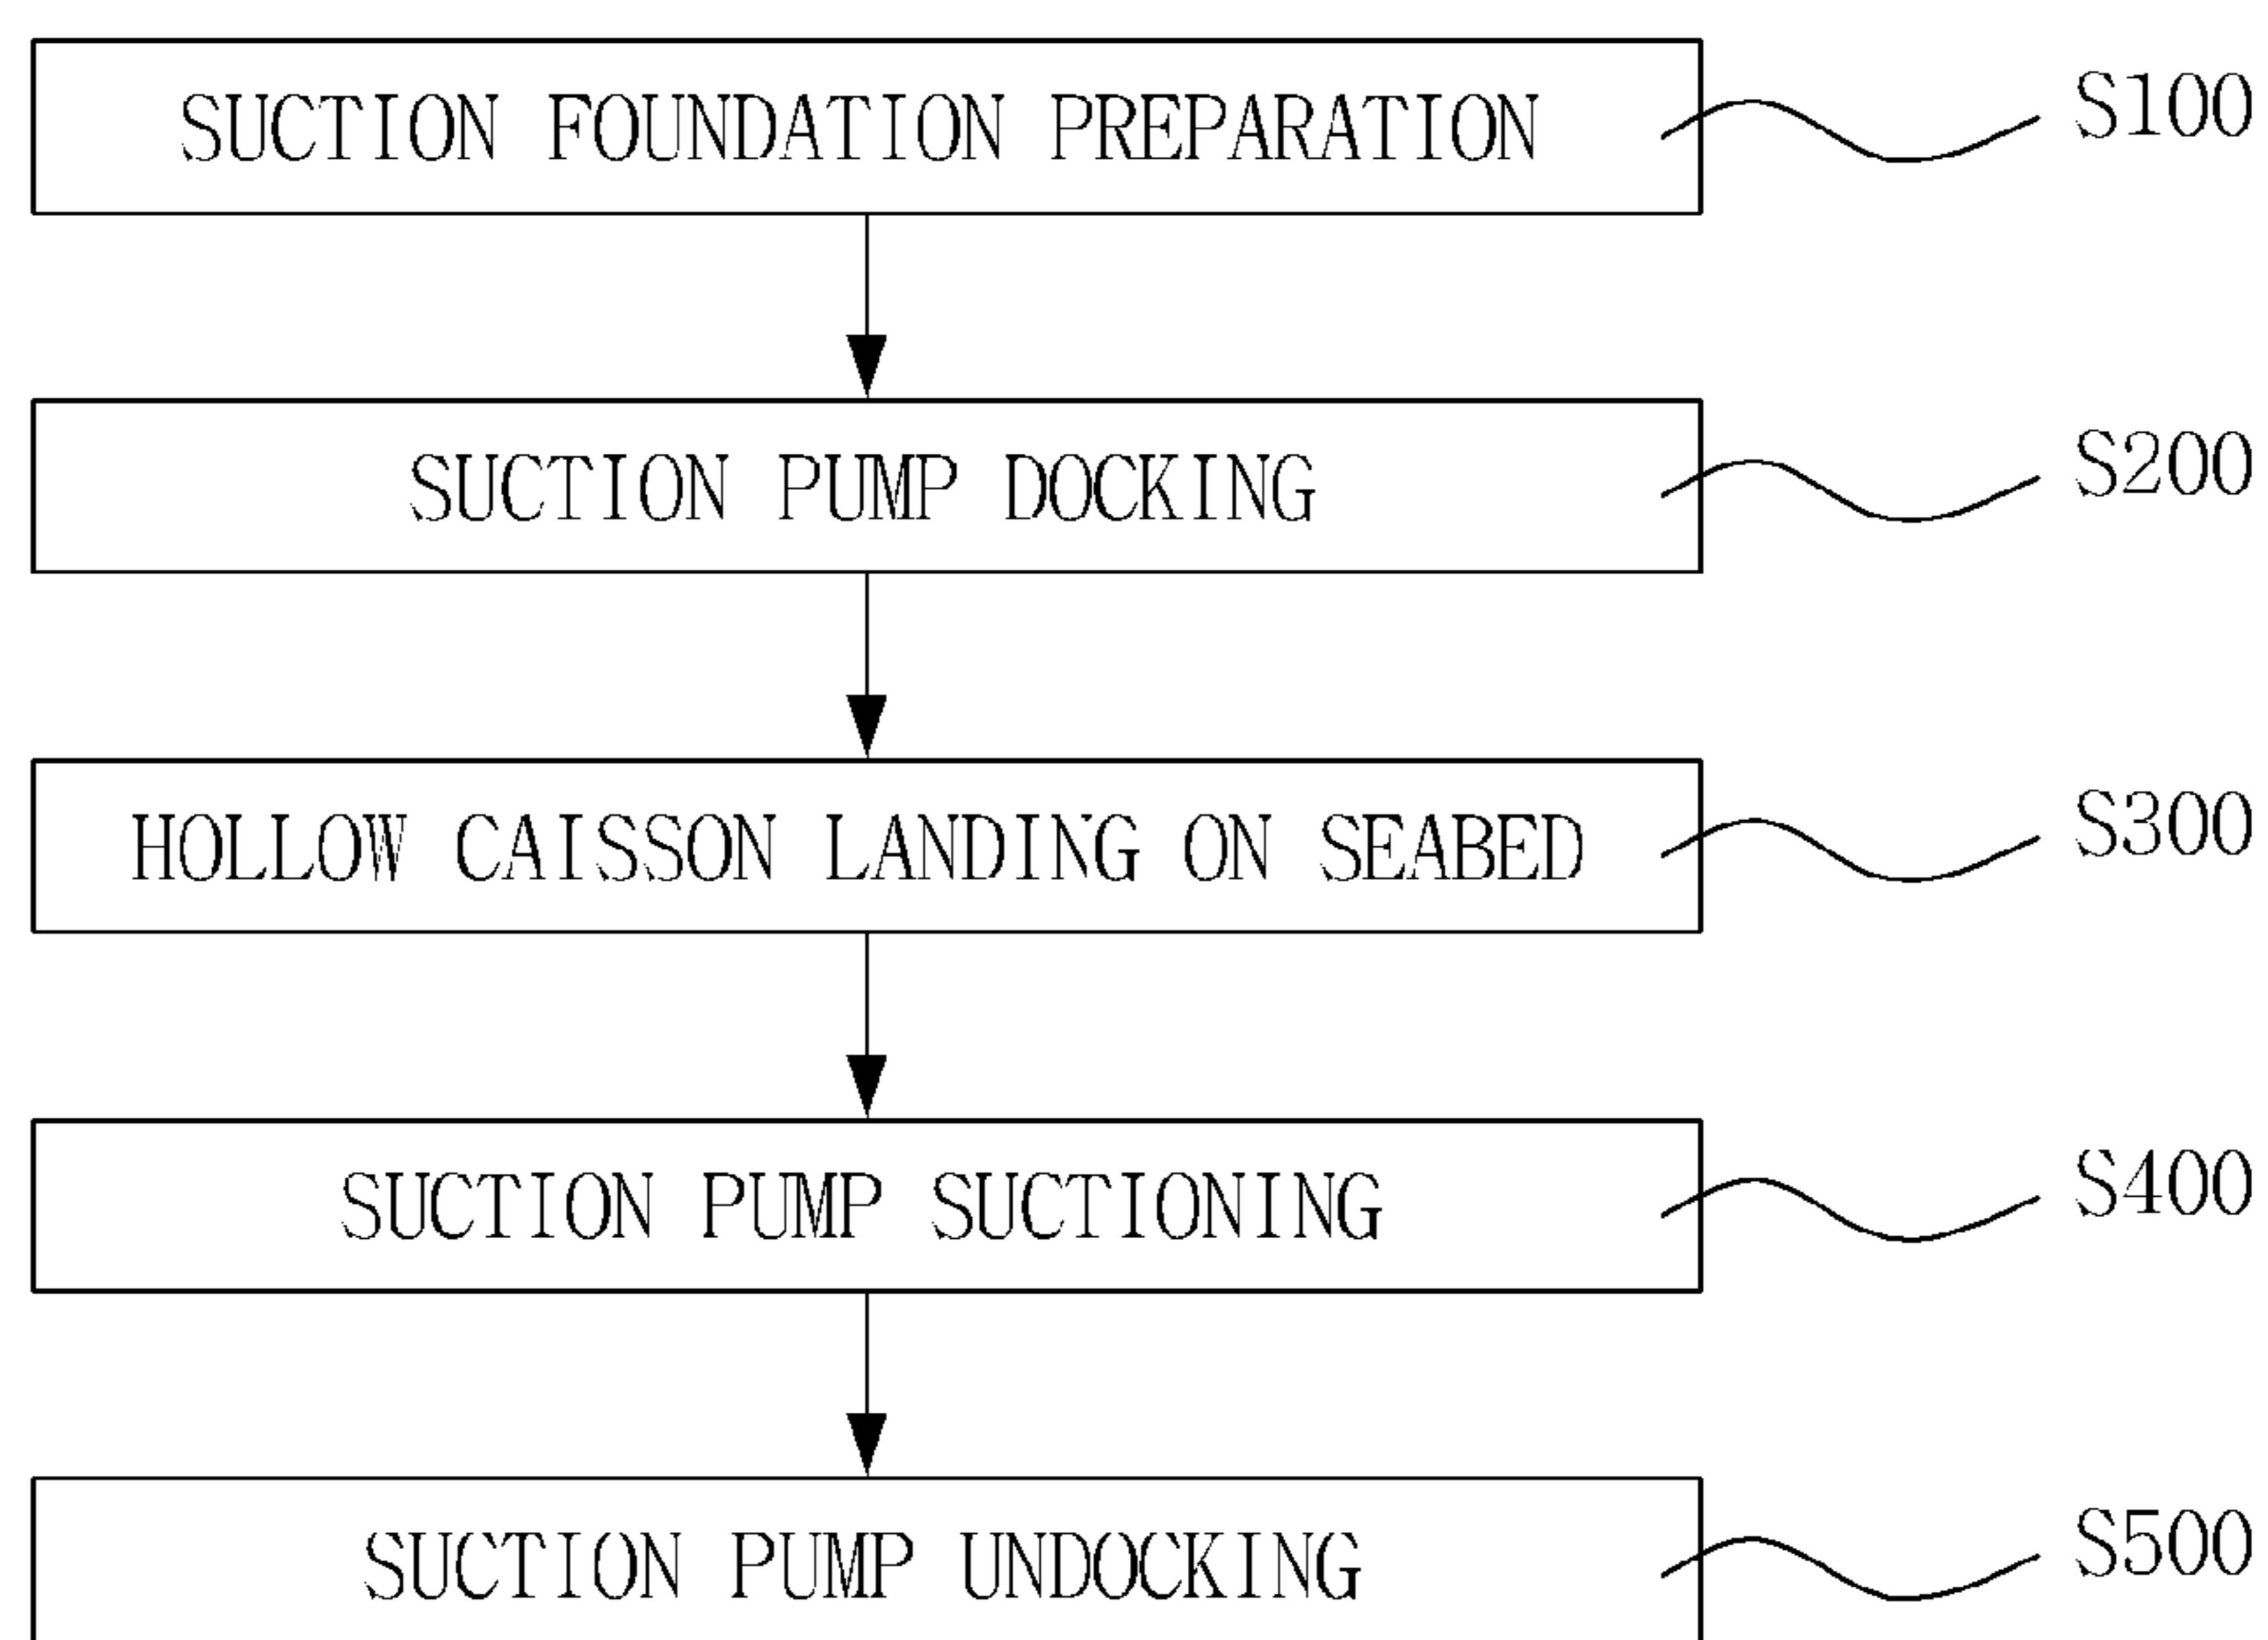 SUCTION FOUNDATION PREPARATION S100
SUCTION PUMP DOCKING S200
HOLLOW CAISSON LANDING ON SEABED S300
SUCTION PUMP SUCTIONING S400
SUCTION PUMP UNDOCKING S500